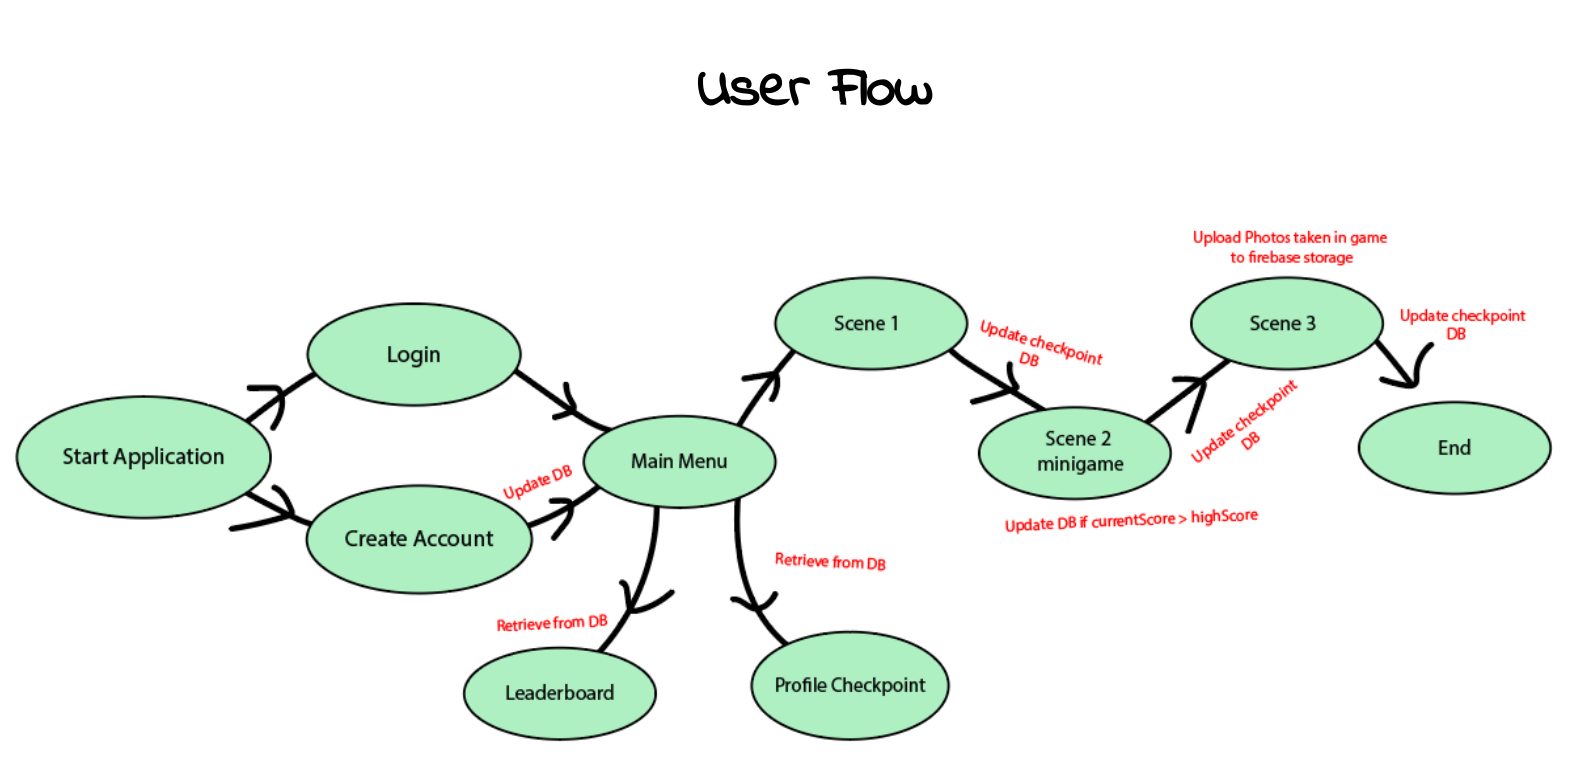 User Flow
Start Application
Login
Create Account
Update DB
Main Menu
Retrieve from DB
Leaderboard
Retrieve from DB
Profile Checkpoint
Scene 1
Update checkpoint
DB
Scene 2
minigame
Update DB if currentScore > highScore
Update checkpoint
DB
Upload Photos taken in game
to firebase storage
Scene 3
Update checkpoint
DB
End